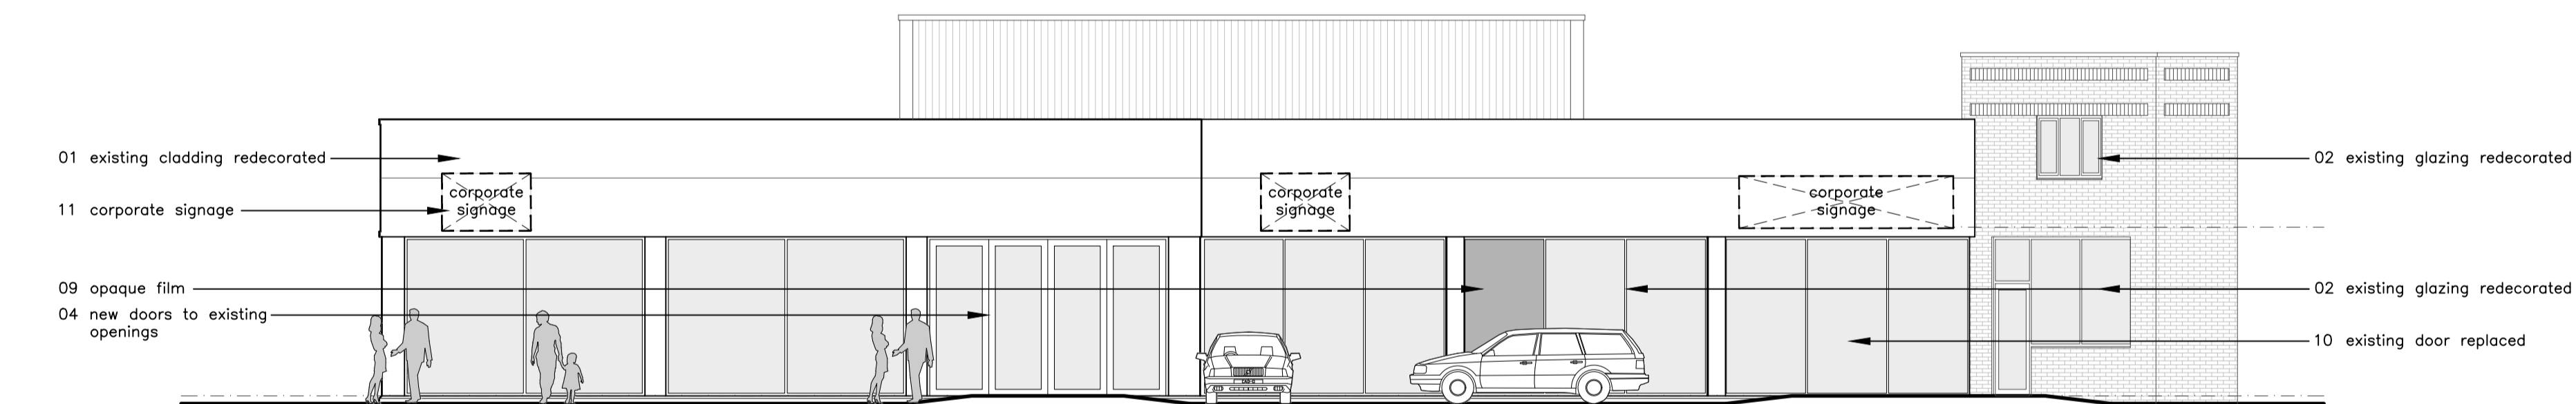 01 existing cladding redecorated
11 corporate signage
09 opaque film
04 new doors to existing
openings
corporate
signage
corporate
signage
corporate
signage
02 existing glazing redecorated
02 existing glazing redecorated
10 existing door replaced